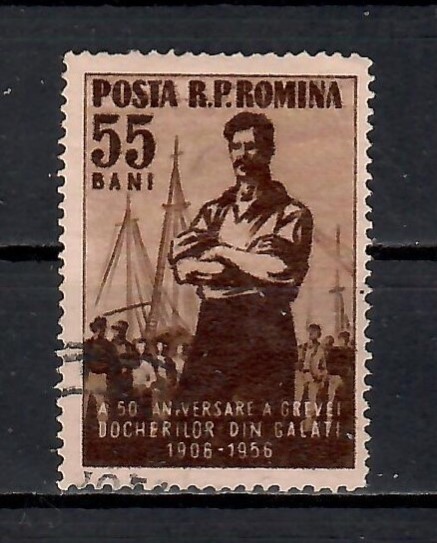 POSTA R.P.ROMINA
55
BANI
A 50 ANIVERSARE A GREVEI
DOCHERILOR DIN GALATI
1906-1956